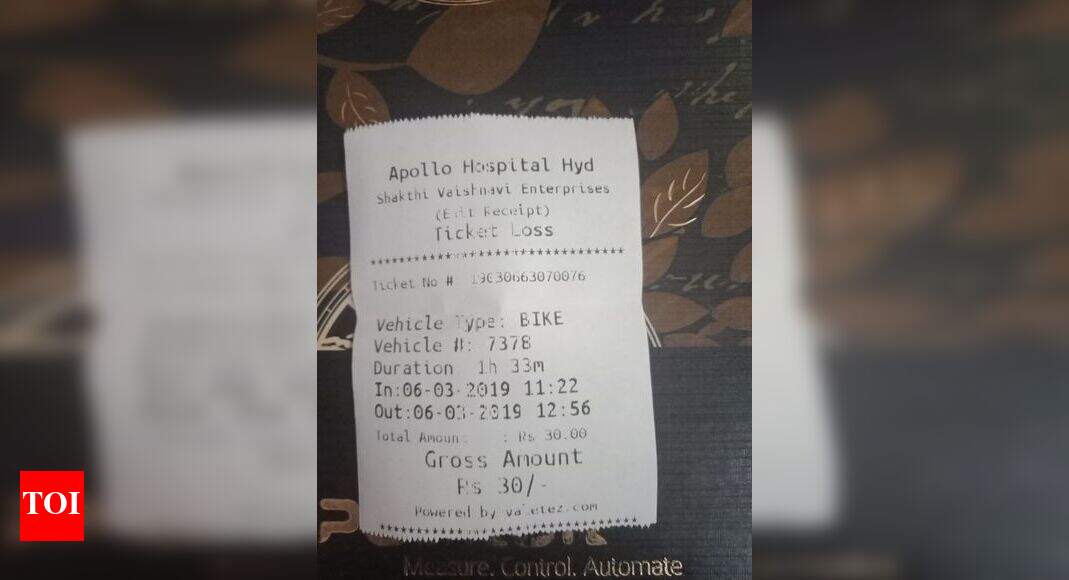 Apollo Hospital Hyd
Shakthi Vaishnavi Enterprises
(Exit Receipt)
Ticket Loss
**********************************
Ticket No # 19030663070076
Vehicle Type: BIKE
Vehicle #: 7378
Duration 1h 33m
In:06-03-2019 11:22
Out:06-03-2019 12:56
Total Amount : Rs 30.00
Gross Amount
Rs 30/-
Powered by valetez.com
**********************************
Measure. Control. Automate
TOI